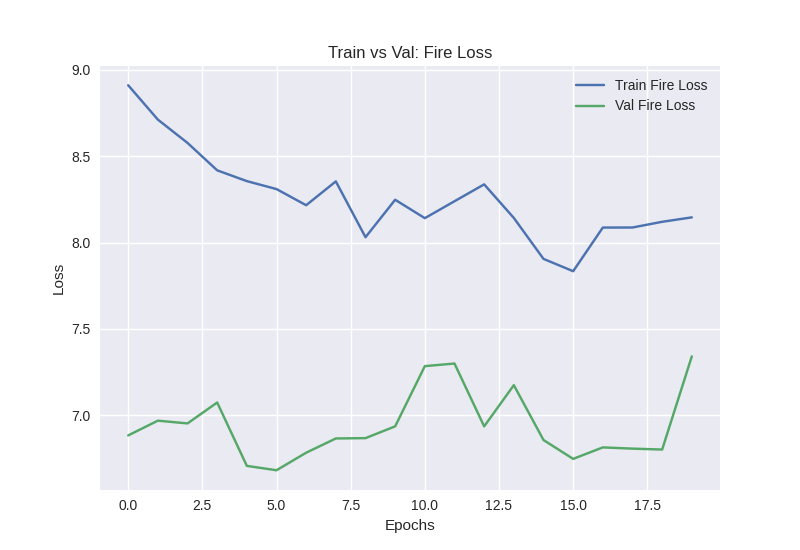 Train vs Val: Fire Loss
Train Fire Loss
Val Fire Loss
Loss
9.0
8.5
8.0
7.5
7.0
0.0 2.5 5.0 7.5 10.0 12.5 15.0 17.5
Epochs